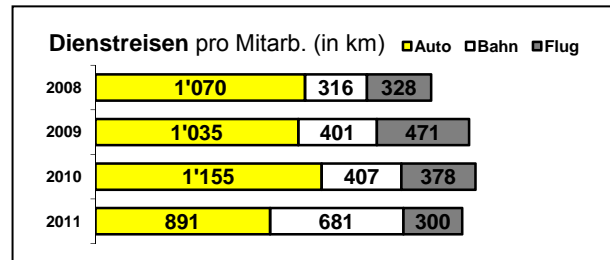 Dienstreisen pro Mitarb. (in km) Auto Bahn Flug
2008 1'070 316 328
2009 1'035 401 471
2010 1'155 407 378
2011 891 681 300